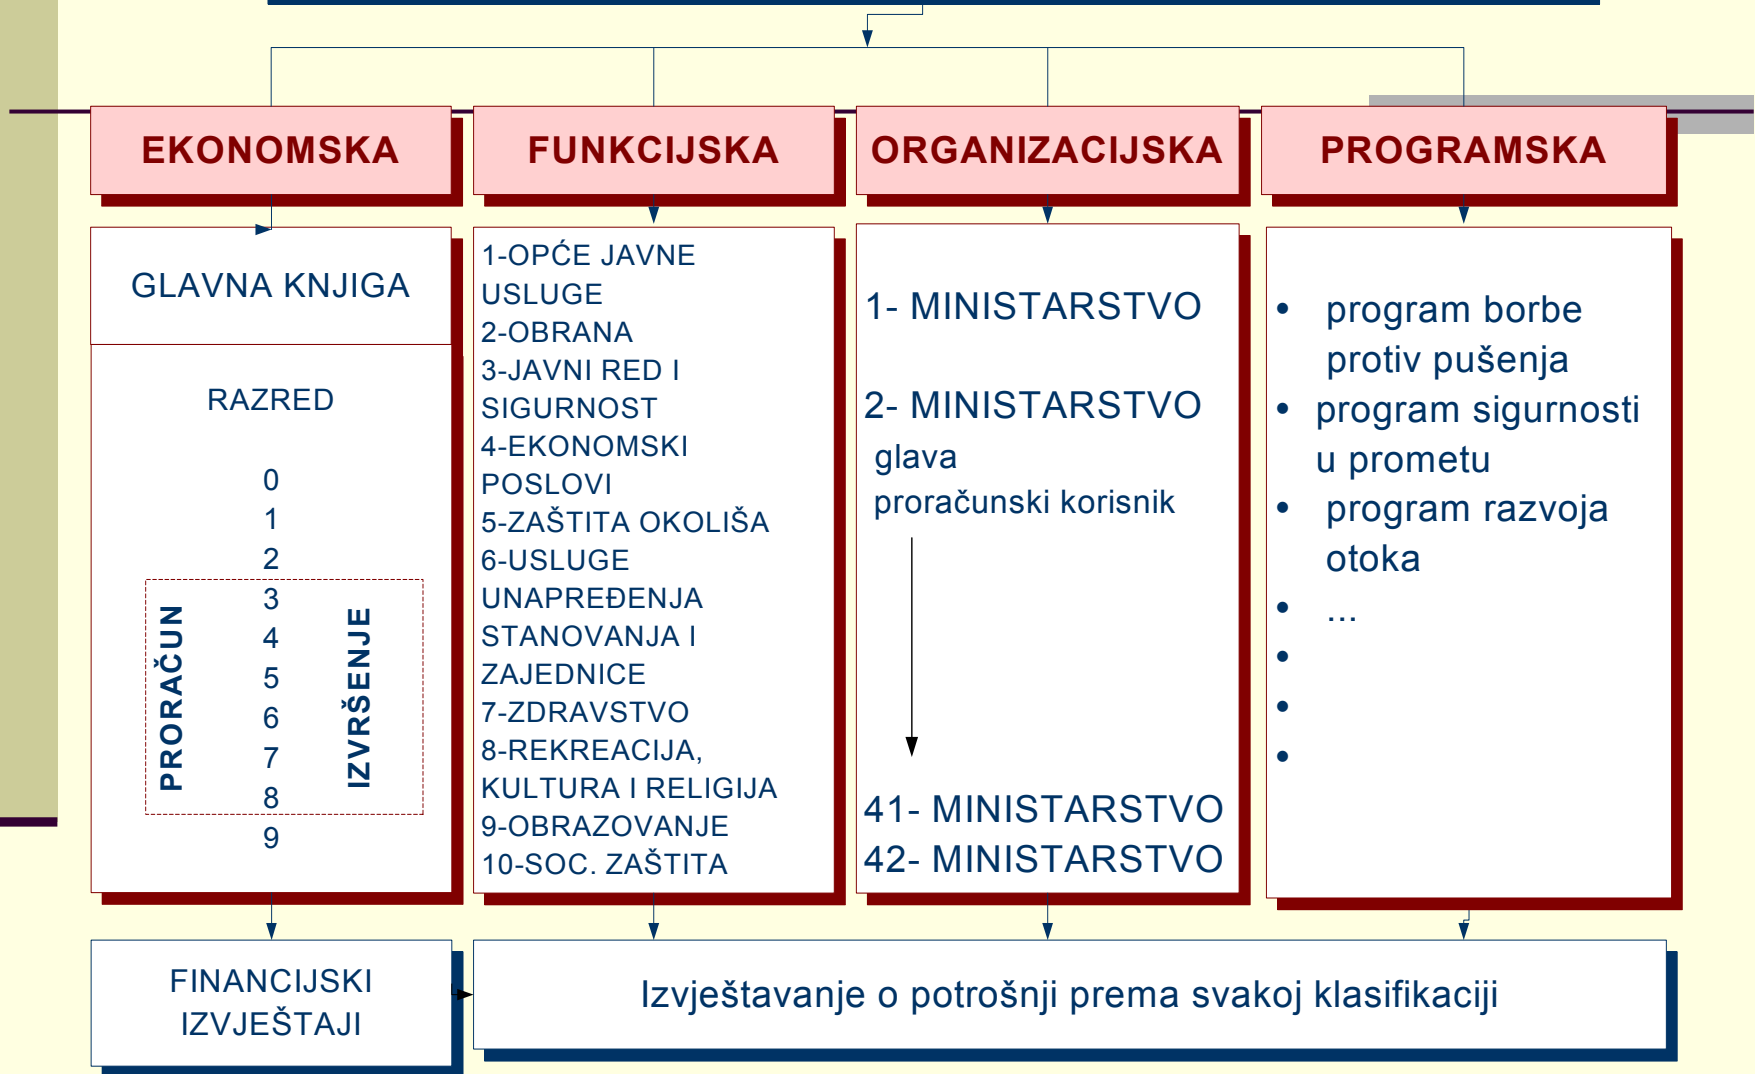 EKONOMSKA
FUNKCIJSKA
ORGANIZACIJSKA
PROGRAMSKA
GLAVNA KNJIGA
RAZRED
0
1
2
3
4
5
6
7
8
9
PRORAČUN
IZVRŠENJE
1-OPĆE JAVNE
USLUGE
2-OBRANA
3-JAVNI RED I
SIGURNOST
4-EKONOMSKI
POSLOVI
5-ZAŠTITA OKOLIŠA
6-USLUGE
UNAPREĐENJA
STANOVANJA I
ZAJEDNICE
7-ZDRAVSTVO
8-REKREACIJA,
KULTURA I RELIGIJA
9-OBRAZOVANJE
10-SOC. ZAŠTITA
1- MINISTARSTVO
2- MINISTARSTVO
glava
proračunski korisnik
41- MINISTARSTVO
42- MINISTARSTVO
• program borbe
protiv pušenja
• program sigurnosti
u prometu
• program razvoja
otoka
• ...
•
•
•
FINANCIJSKI
IZVJEŠTAJI
Izvještavanje o potrošnji prema svakoj klasifikaciji